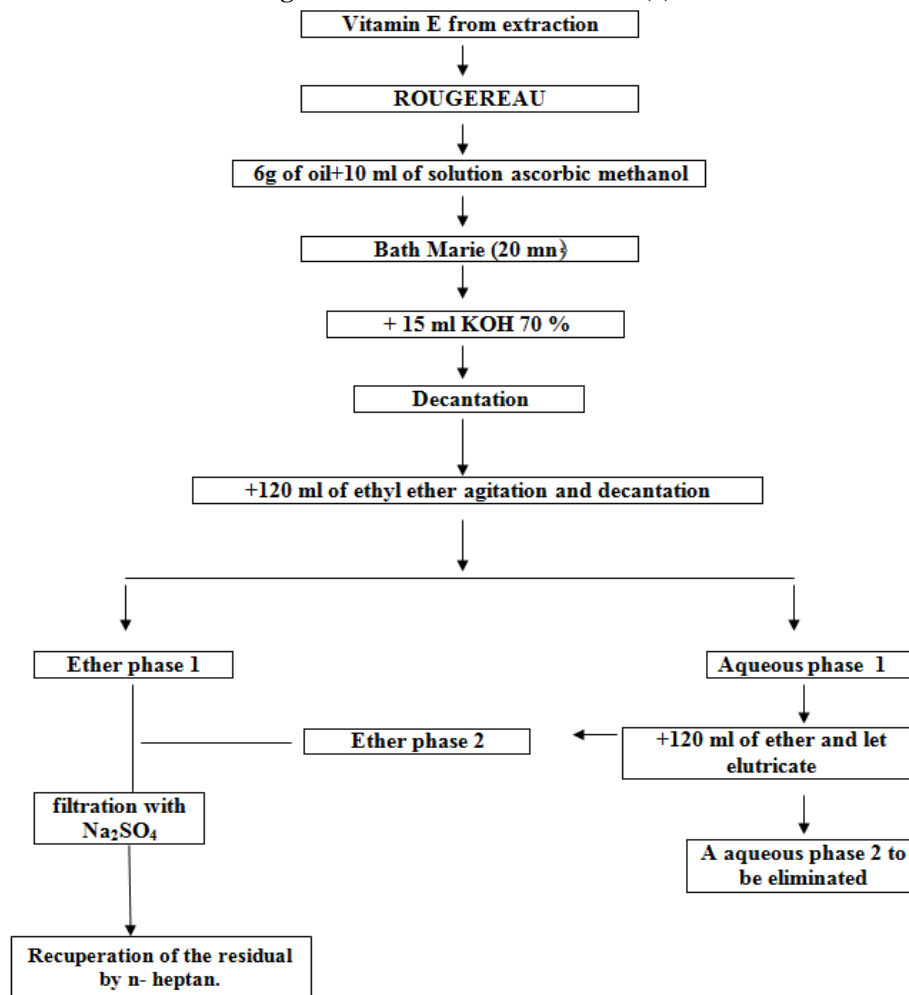 Vitamin E from extraction
ROUGEREAU
6g of oil+10 ml of solution ascorbic methanol
Bath Marie (20 mn)
+ 15 ml KOH 70 %
Decantation
+120 ml of ethyl ether agitation and decantation
Ether phase 1
Aqueous phase 1
Ether phase 2
+120 ml of ether and let
elutricate
filtration with
Na₂SO₄
A aqueous phase 2 to
be eliminated
Recuperation of the residual
by n- heptan.